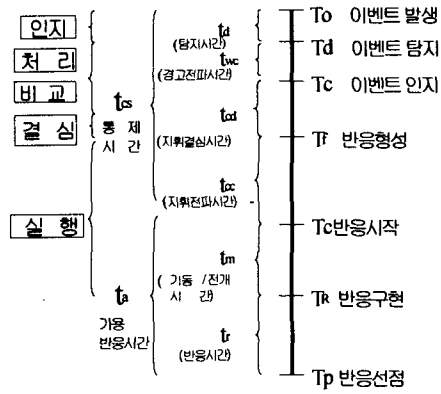 인지
처 리
비 교
결 심
실 행
tcs
통 제
시 간
ta
가용
반응시간
td
(탐지시간)
twc
(경고전파시간)
tcd
(지휘결심시간)
tcc
(지휘전파시간)
tm
( 기동 /전개
시 간)
tr
(반응시간)
To 이벤트 발생
Td 이벤트 탐지
Tc 이벤트 인지
Tf 반응형성
Tc반응시작
TR 반응구현
Tp 반응선점